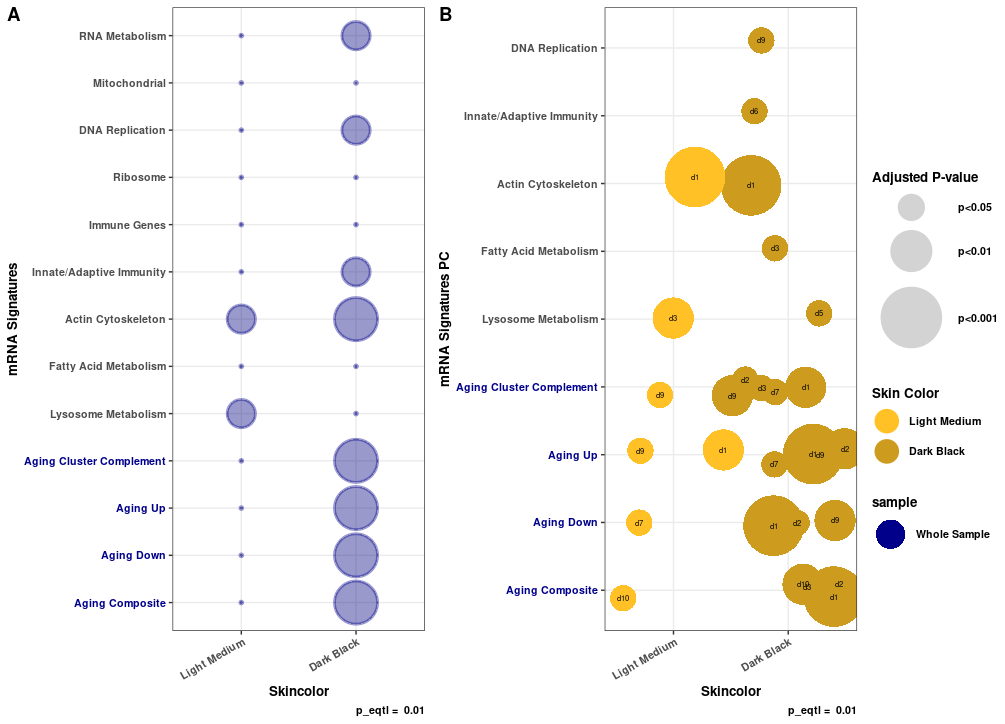 A
mRNA Signatures
RNA Metabolism
Mitochondrial
DNA Replication
Ribosome
Immune Genes
Innate/Adaptive Immunity
Actin Cytoskeleton
Fatty Acid Metabolism
Lysosome Metabolism
Aging Cluster Complement
Aging Up
Aging Down
Aging Composite
Light Medium
Dark Black
Skincolor
p_eqtl = 0.01
B
mRNA Signatures PC
DNA Replication
d9
Innate/Adaptive Immunity
d6
Actin Cytoskeleton
d1
d1
Fatty Acid Metabolism
d3
Lysosome Metabolism
d3
d5
Aging Cluster Complement
d9
d9
d2
d3
d7
d1
Aging Up
d9
d1
d7
d1
d9
d2
Aging Down
d7
d1
d2
d9
Aging Composite
d10
d10
d2
d1
Light Medium
Dark Black
Skincolor
p_eqtl = 0.01
Adjusted P-value
p<0.05
p<0.01
p<0.001
Skin Color
Light Medium
Dark Black
sample
Whole Sample